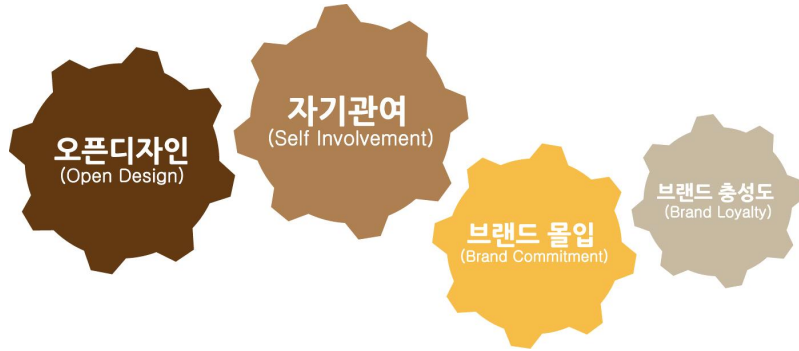 오픈디자인
(Open Design)
자기관여
(Self Involvement)
브랜드 몰입
(Brand Commitment)
브랜드 충성도
(Brand Loyalty)